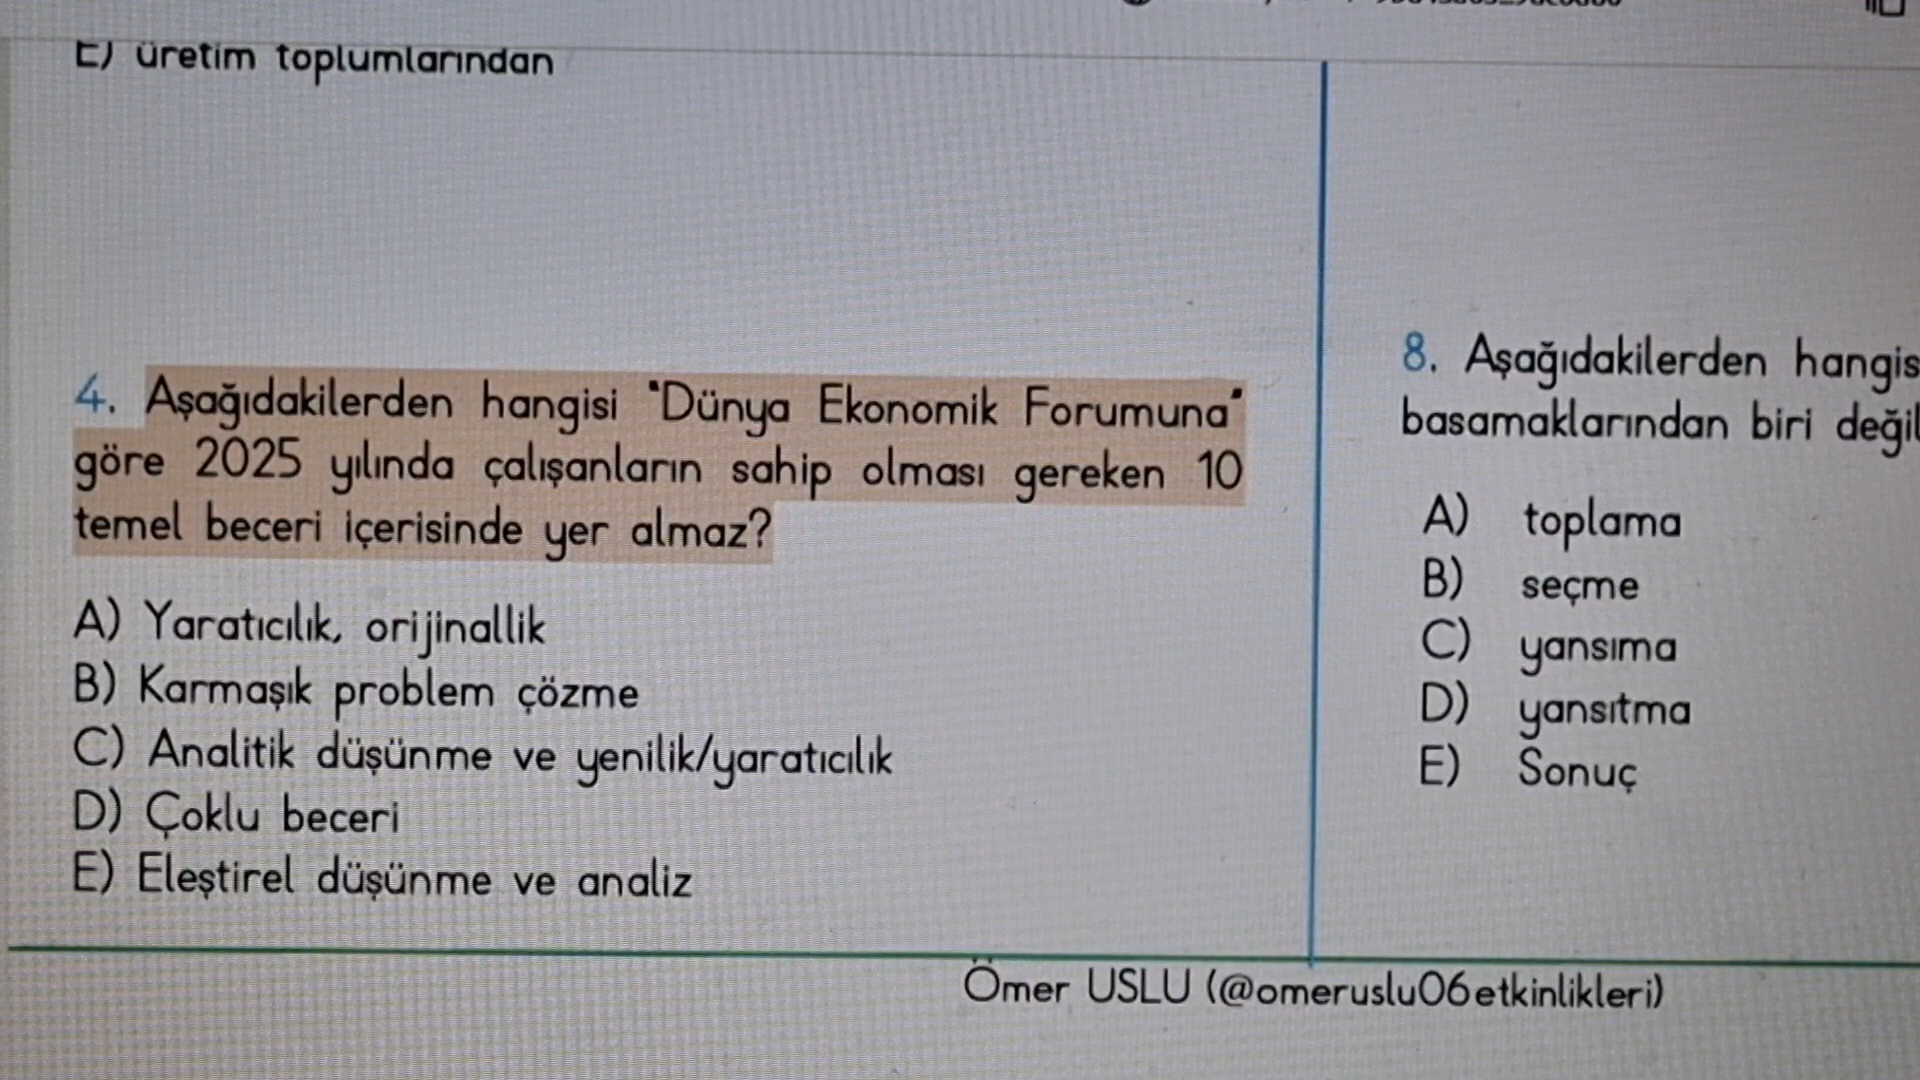 E) üretim toplumlarından
4. Aşağıdakilerden hangisi "Dünya Ekonomik Forumuna"
göre 2025 yılında çalışanların sahip olması gereken 10
temel beceri içerisinde yer almaz?
A) Yaratıcılık, orijinallik
B) Karmaşık problem çözme
C) Analitik düşünme ve yenilik/yaratıcılık
D) Çoklu beceri
E) Eleştirel düşünme ve analiz
8. Aşağıdakilerden hangis
basamaklarından biri değil
A) toplama
B) seçme
C) yansıma
D) yansıtma
E) Sonuç
Ömer USLU (@omeruslu06etkinlikleri)